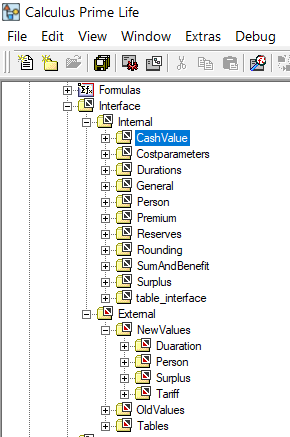 Calculus Prime Life
File Edit View Window Extras Debug
Formulas
Interface
Internal
CashValue
Costparameters
Durations
General
Person
Premium
Reserves
Rounding
SumAndBenefit
Surplus
table_interface
External
NewValues
Duaration
Person
Surplus
Tariff
OldValues
Tables